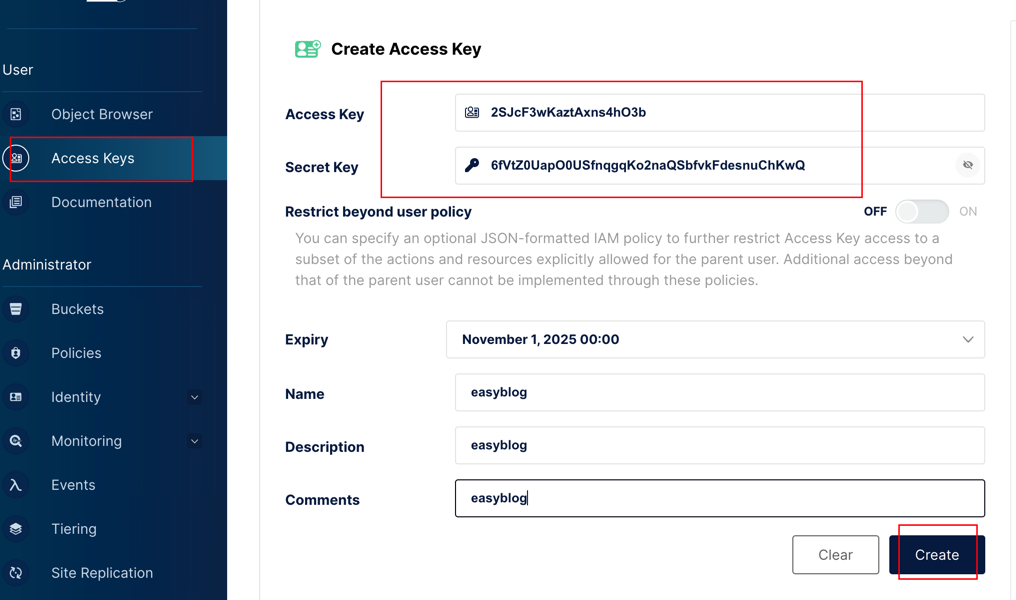 User
Object Browser
Access Keys
Documentation
Administrator
Buckets
Policies
Identity
Monitoring
Events
Tiering
Site Replication
Create Access Key
Access Key
2SJcF3wKaztAxns4hO3b
Secret Key
6fVtZ0UapO0USfnqgqKo2naQSbfvkFdesnuChKwQ
Restrict beyond user policy
OFF ON
You can specify an optional JSON-formatted IAM policy to further restrict Access Key access to a
subset of the actions and resources explicitly allowed for the parent user. Additional access beyond
that of the parent user cannot be implemented through these policies.
Expiry
November 1, 2025 00:00
Name
easyblog
Description
easyblog
Comments
easyblog
Clear
Create